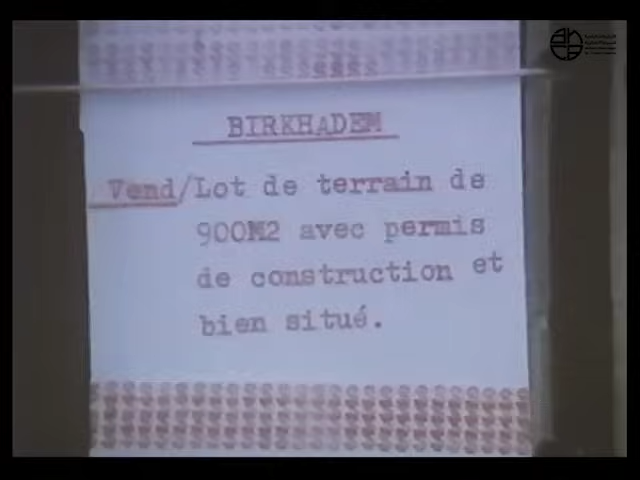 BIRKHADEM
Vend/Lot de terrain de
900M2 avec permis
de construction et
bien situé.